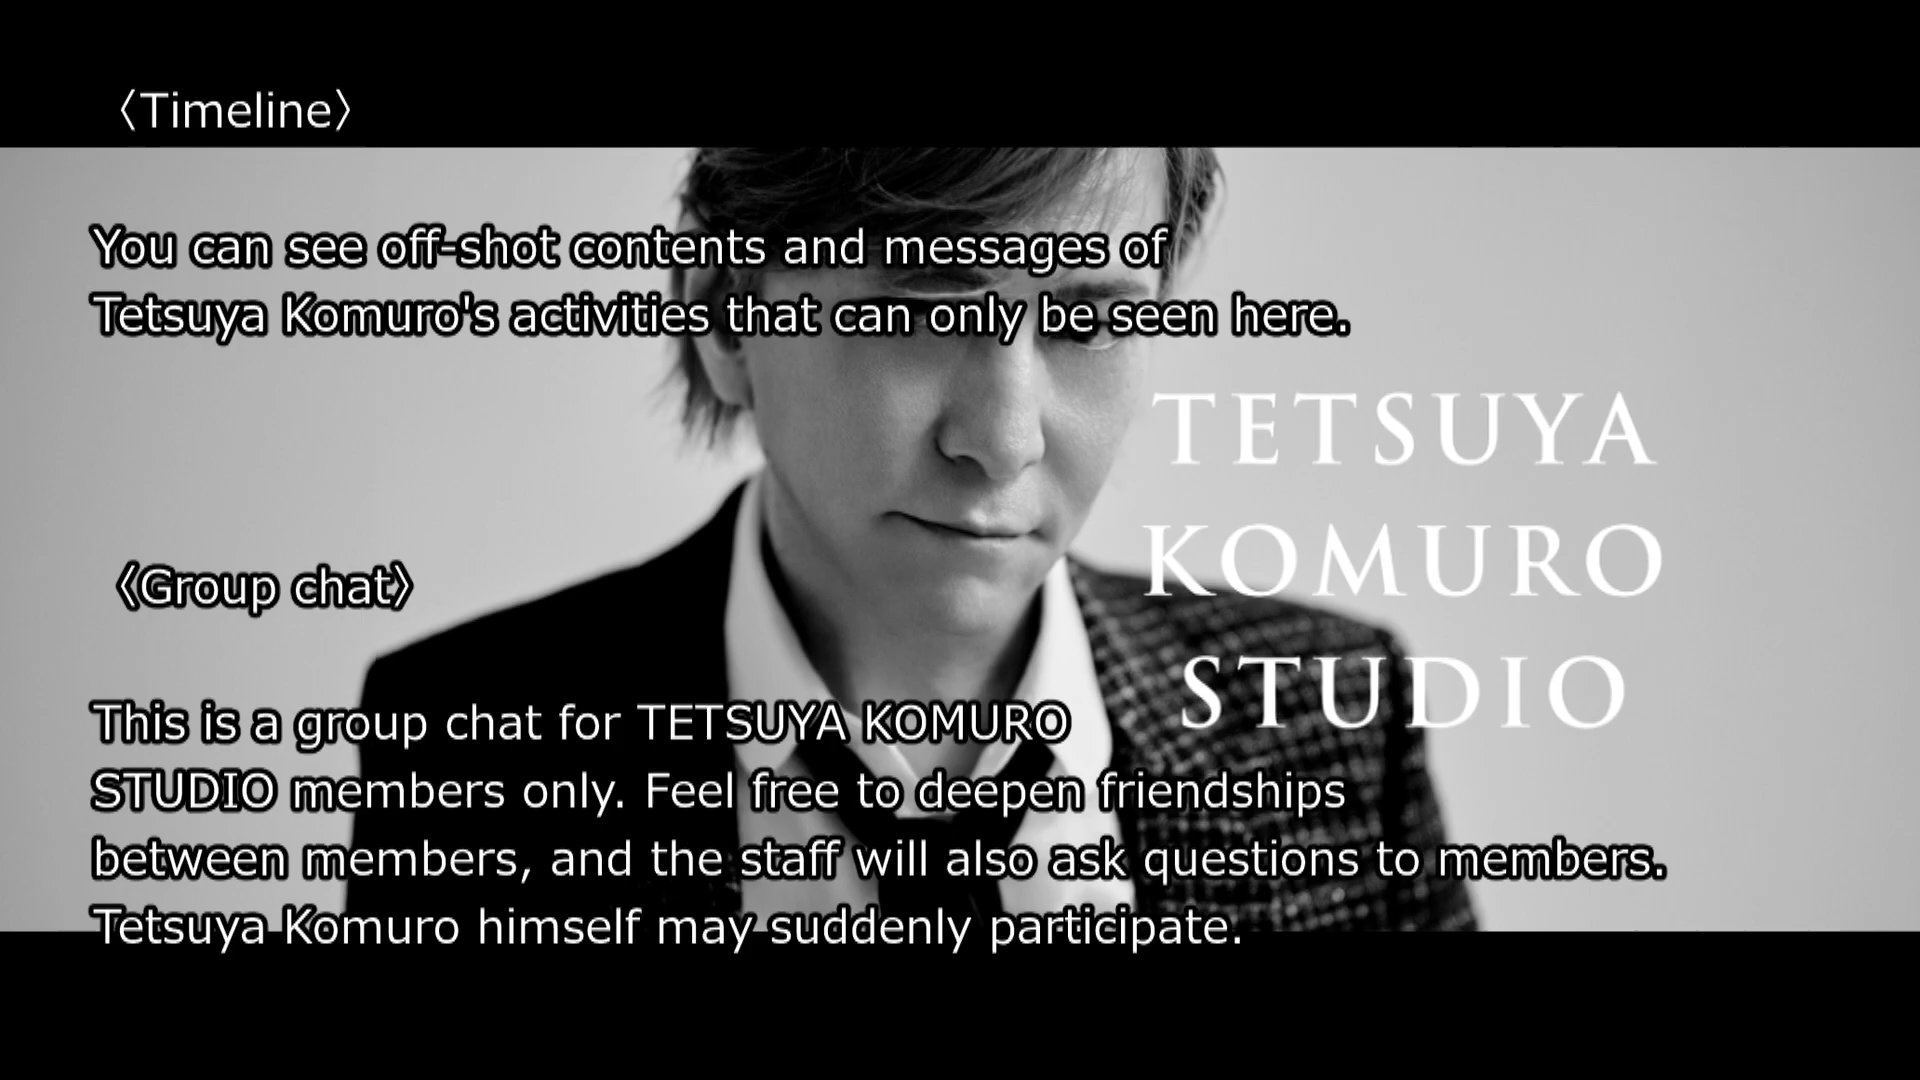 〈Timeline〉
You can see off-shot contents and messages of
Tetsuya Komuro's activities that can only be seen here.
TETSUYA
KOMURO
STUDIO
〈Group chat〉
This is a group chat for TETSUYA KOMURO
STUDIO members only. Feel free to deepen friendships
between members, and the staff will also ask questions to members.
Tetsuya Komuro himself may suddenly participate.